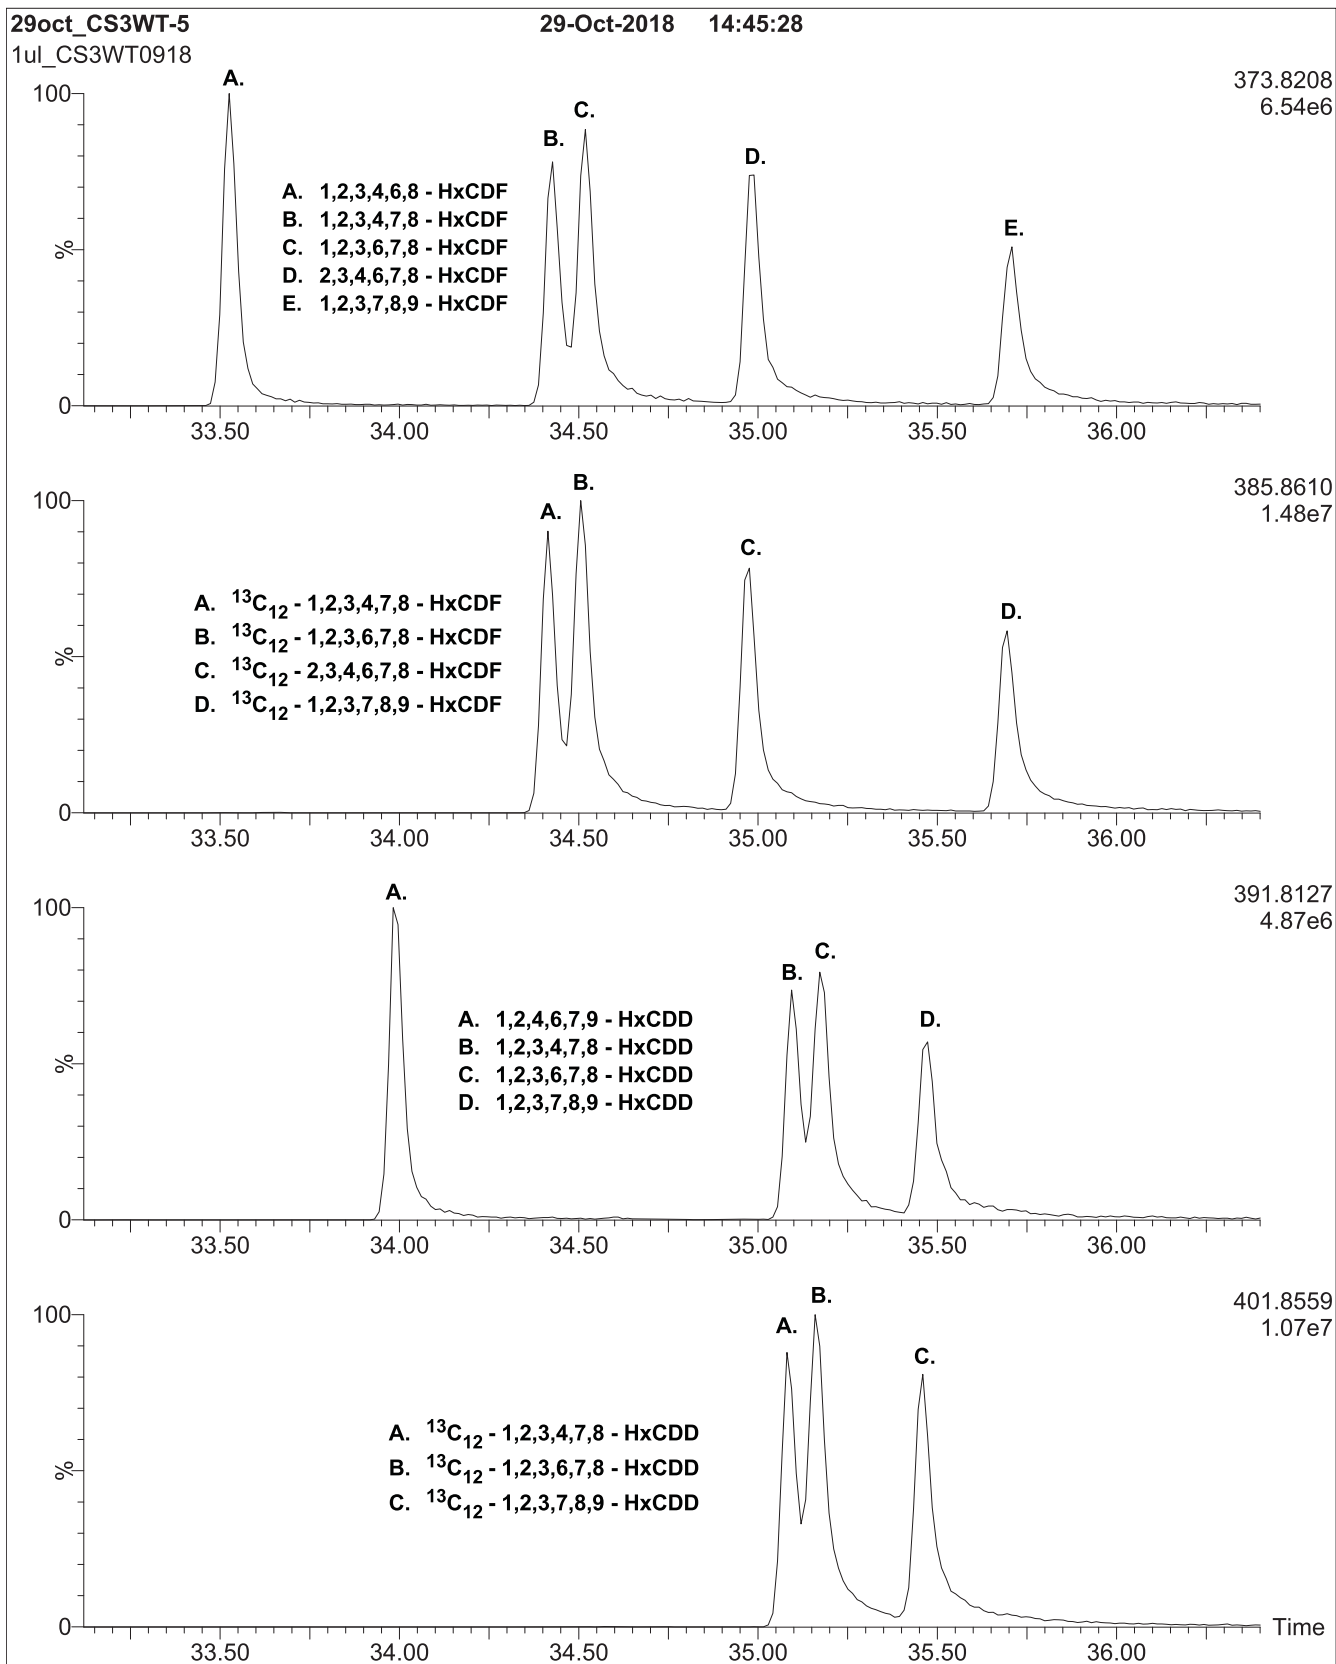 29oct_CS3WT-5 29-Oct-2018 14:45:28
1ul_CS3WT0918
373.8208
6.54e6
100
%
0
A.
B.
C.
D.
E.
A. 1,2,3,4,6,8 - HxCDF
B. 1,2,3,4,7,8 - HxCDF
C. 1,2,3,6,7,8 - HxCDF
D. 2,3,4,6,7,8 - HxCDF
E. 1,2,3,7,8,9 - HxCDF
33.50 34.00 34.50 35.00 35.50 36.00
385.8610
1.48e7
100
%
0
A.
B.
C.
D.
A. ¹³C₁₂ - 1,2,3,4,7,8 - HxCDF
B. ¹³C₁₂ - 1,2,3,6,7,8 - HxCDF
C. ¹³C₁₂ - 2,3,4,6,7,8 - HxCDF
D. ¹³C₁₂ - 1,2,3,7,8,9 - HxCDF
33.50 34.00 34.50 35.00 35.50 36.00
391.8127
4.87e6
100
%
0
A.
B.
C.
D.
A. 1,2,4,6,7,9 - HxCDD
B. 1,2,3,4,7,8 - HxCDD
C. 1,2,3,6,7,8 - HxCDD
D. 1,2,3,7,8,9 - HxCDD
33.50 34.00 34.50 35.00 35.50 36.00
401.8559
1.07e7
100
%
0
A.
B.
C.
A. ¹³C₁₂ - 1,2,3,4,7,8 - HxCDD
B. ¹³C₁₂ - 1,2,3,6,7,8 - HxCDD
C. ¹³C₁₂ - 1,2,3,7,8,9 - HxCDD
Time
33.50 34.00 34.50 35.00 35.50 36.00